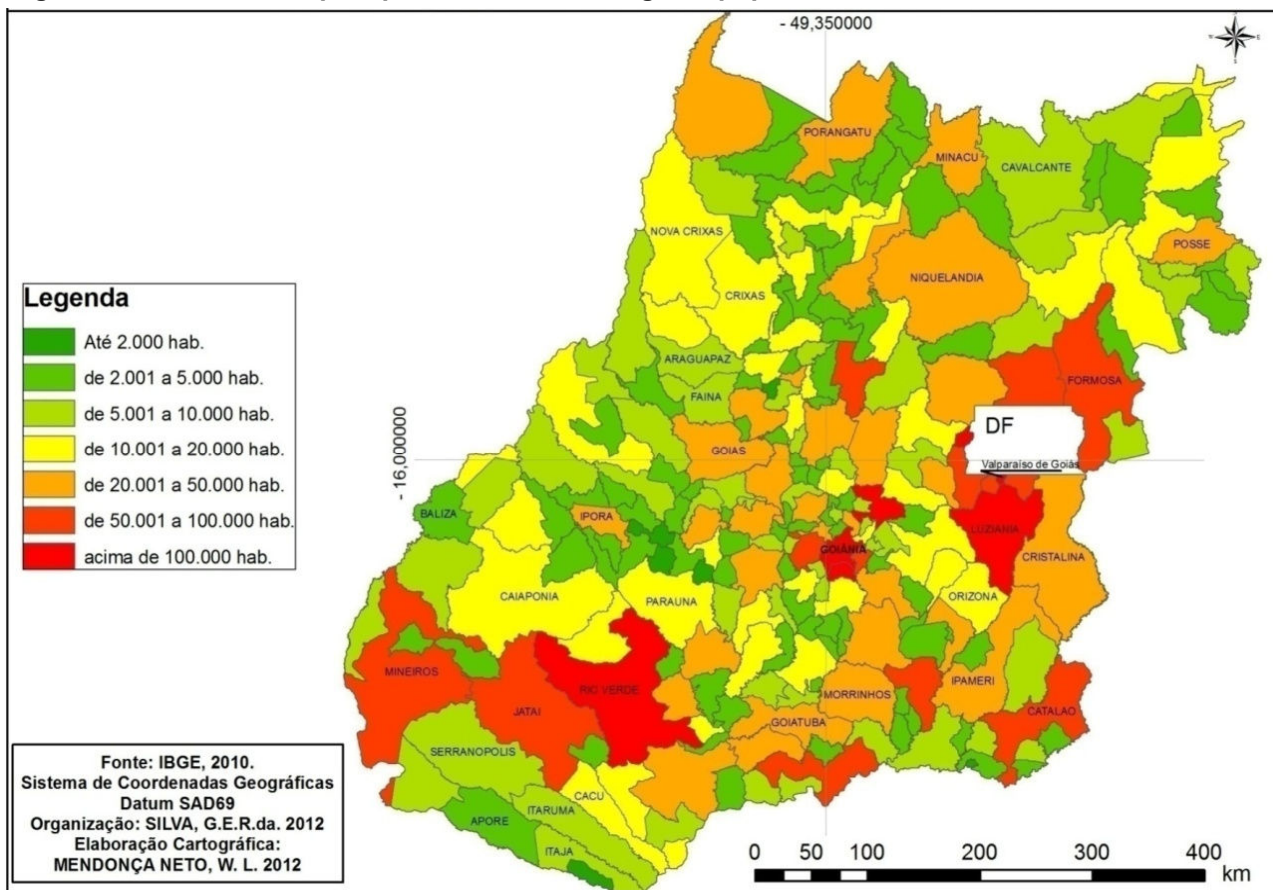 - 49,350000
- 16,000000
PORANGATU
MINACU
CAVALCANTE
NOVA CRIXAS
POSSE
NIQUELANDIA
CRIXAS
ARAGUAPAZ
FORMOSA
FAINA
DF
GOIAS
Valparaíso de Goiás
BALIZA
IPORA
LUZIANIA
GOIÂNIA
CRISTALINA
CAIAPONIA
PARAUNA
ORIZONA
MINEIROS
RIO VERDE
IPAMERI
MORRINHOS
JATAI
CATALAO
GOIATUBA
SERRANOPOLIS
CACU
ITARUMA
APORE
ITAJA
Legenda
Até 2.000 hab.
de 2.001 a 5.000 hab.
de 5.001 a 10.000 hab.
de 10.001 a 20.000 hab.
de 20.001 a 50.000 hab.
de 50.001 a 100.000 hab.
acima de 100.000 hab.
Fonte: IBGE, 2010.
Sistema de Coordenadas Geográficas
Datum SAD69
Organização: SILVA, G.E.R.da. 2012
Elaboração Cartográfica:
MENDONÇA NETO, W. L. 2012
0 50 100 200 300 400
km